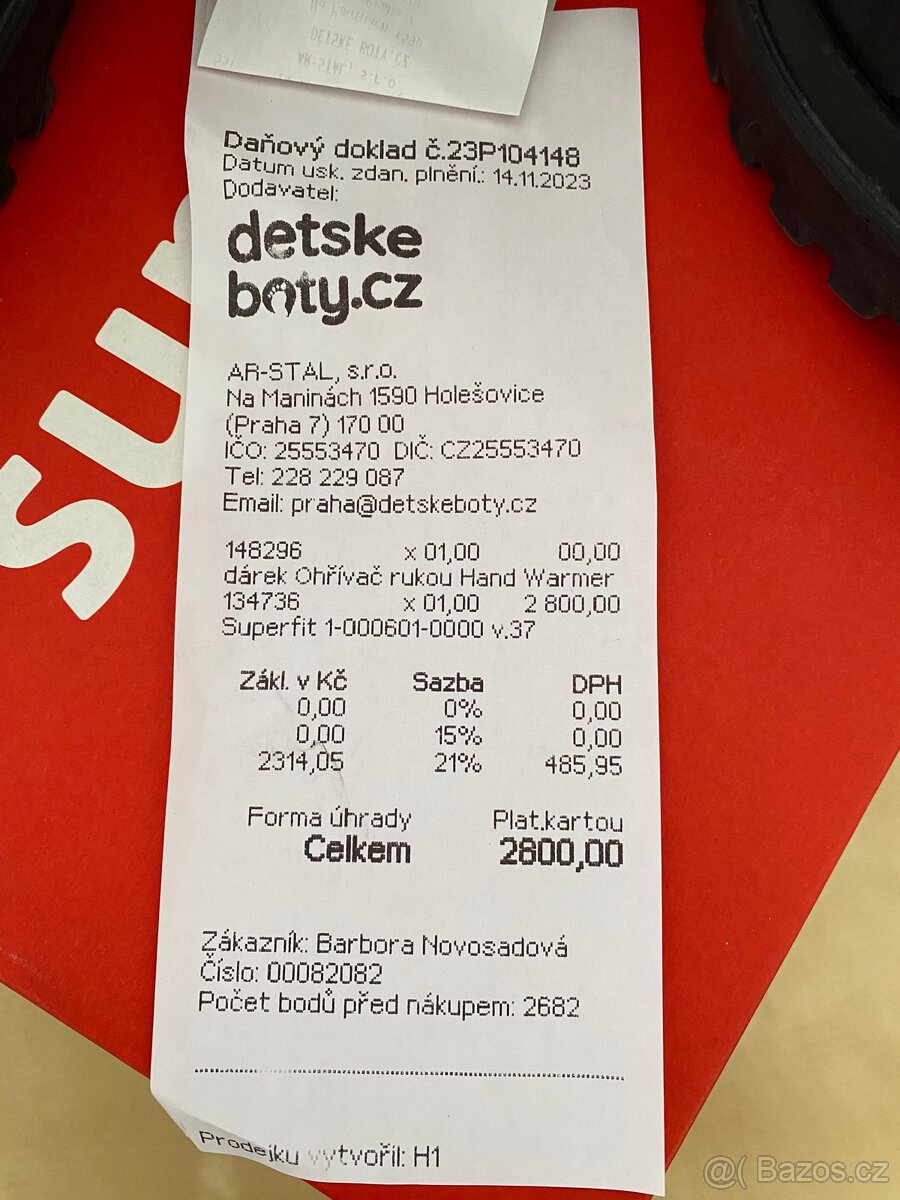 Daňový doklad č.23P104148
Datum usk. zdan. plnění.: 14.11.2023
Dodavatel:
detske
boty.cz
AR-STAL, s.r.o.
Na Maninách 1590 Holešovice
(Praha 7) 170 00
IČO: 25553470 DIČ: CZ25553470
Tel: 228 229 087
Email: praha@detskeboty.cz
148296 x 01,00 00,00
dárek Ohřívač rukou Hand Warmer
134736 x 01,00 2 800,00
Superfit 1-000601-0000 v.37
Zákl. v Kč Sazba DPH
0,00 0% 0,00
0,00 15% 0,00
2314,05 21% 485,95
Forma úhrady Plat.kartou
Celkem 2800,00
Zákazník: Barbora Novosadová
Číslo: 00082082
Počet bodů před nákupem: 2682
Prodejku vytvořil: H1
@( Bazos.cz